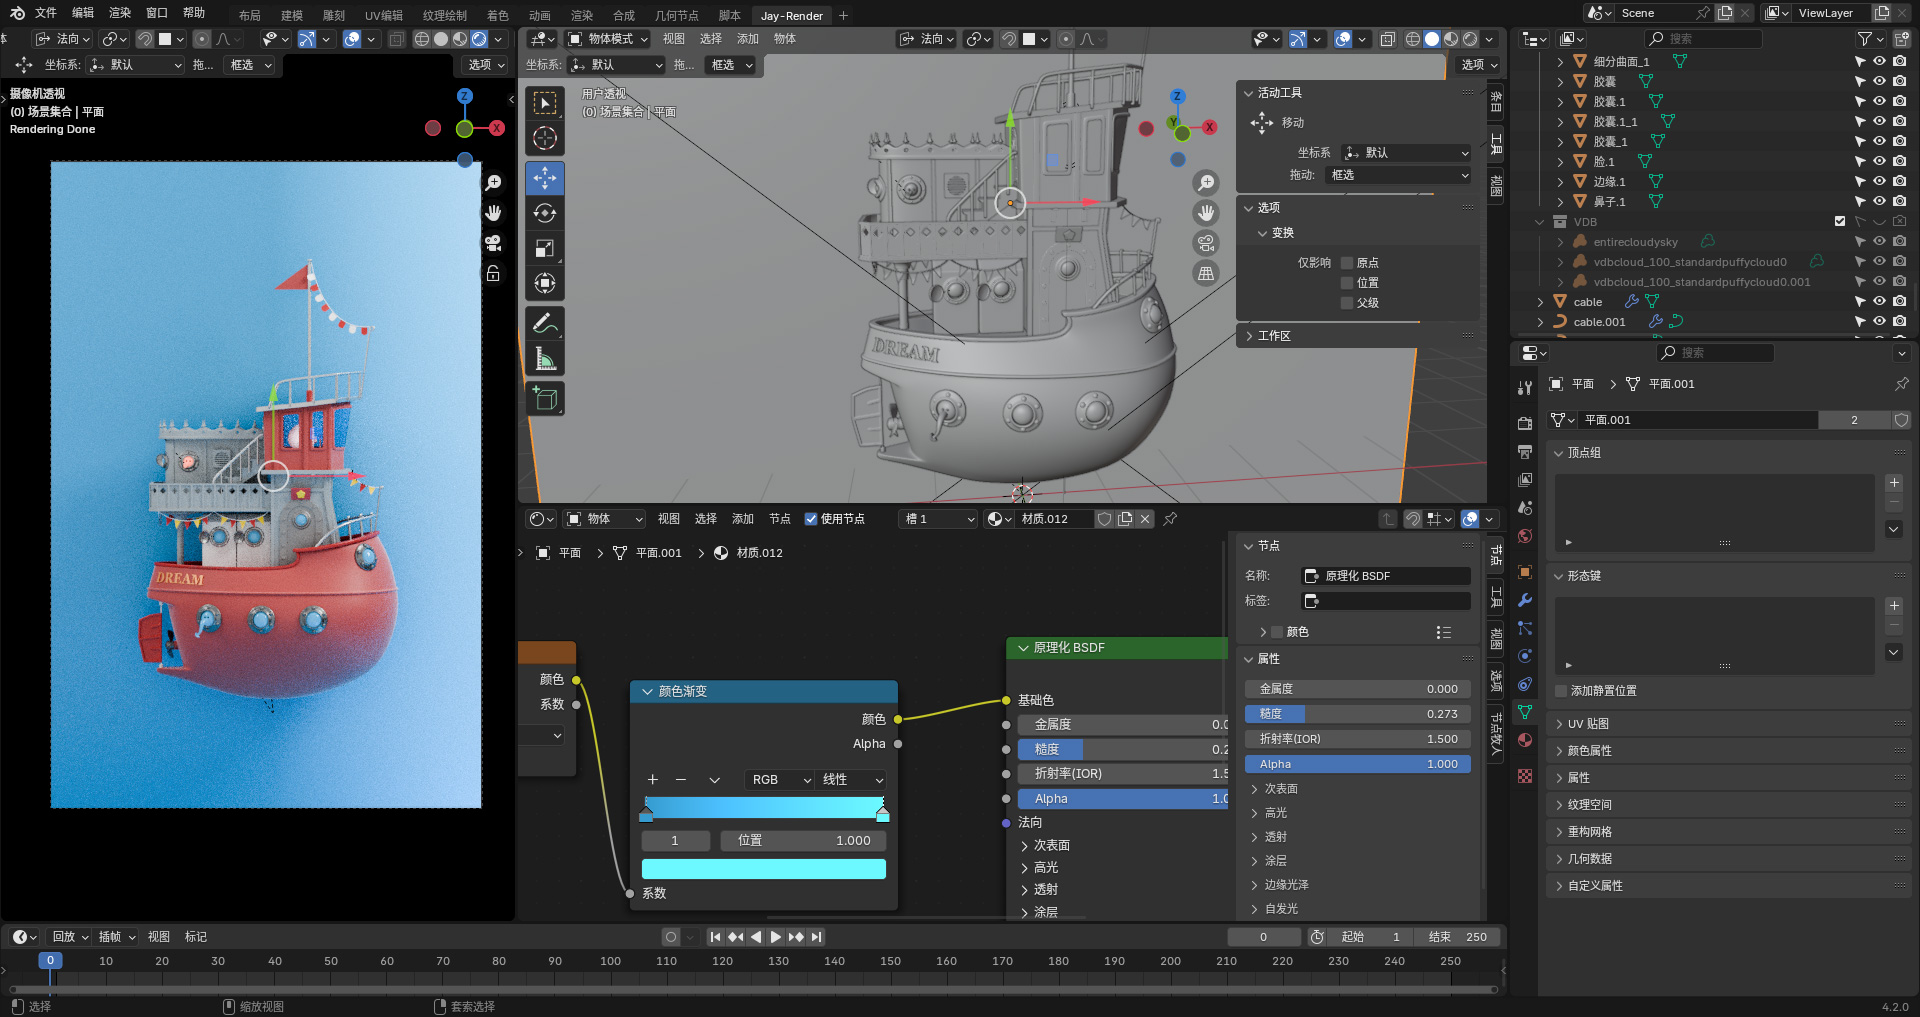 文件 编辑 渲染 窗口 帮助
布局 建模 雕刻 UV编辑 纹理绘制 着色 动画 渲染 合成 几何节点 脚本 Jay-Render
Scene
ViewLayer
法向
坐标系: 默认 拖... 框选
选项
摄像机透视
(0) 场景集合 | 平面
Rendering Done
Z
X
DREAM
物体模式 视图 选择 添加 物体
法向
坐标系: 默认 拖... 框选
选项
用户透视
(0) 场景集合 | 平面
Z
Y
X
DREAM
活动工具
移动
坐标系 默认
拖动: 框选
选项
变换
仅影响 原点
位置
父级
工作区
条目
工具
视图
搜索
细分曲面_1
胶囊
胶囊.1
胶囊.1_1
胶囊_1
脸.1
边缘.1
鼻子.1
VDB
entirecloudysky
vdbcloud_100_standardpuffycloud0
vdbcloud_100_standardpuffycloud0.001
cable
cable.001
搜索
平面 平面.001
平面.001 2
顶点组
形态键
添加静置位置
UV 贴图
颜色属性
属性
纹理空间
重构网格
几何数据
自定义属性
物体 视图 选择 添加 节点 使用节点 槽 1 材质.012
平面 平面.001 材质.012
颜色
系数
颜色渐变
颜色
Alpha
RGB 线性
1 位置 1.000
系数
原理化 BSDF
基础色
金属度
糙度
折射率(IOR)
Alpha
法向
次表面
高光
透射
涂层
节点
名称: 原理化 BSDF
标签:
颜色
属性
金属度 0.000
糙度 0.273
折射率(IOR) 1.500
Alpha 1.000
次表面
高光
透射
涂层
边缘光泽
自发光
节点
工具
视图
选项
节点牧人
回放 插帧 视图 标记
0 起始 1 结束 250
0 10 20 30 40 50 60 70 80 90 100 110 120 130 140 150 160 170 180 190 200 210 220 230 240 250
选择 缩放视图 套索选择
4.2.0